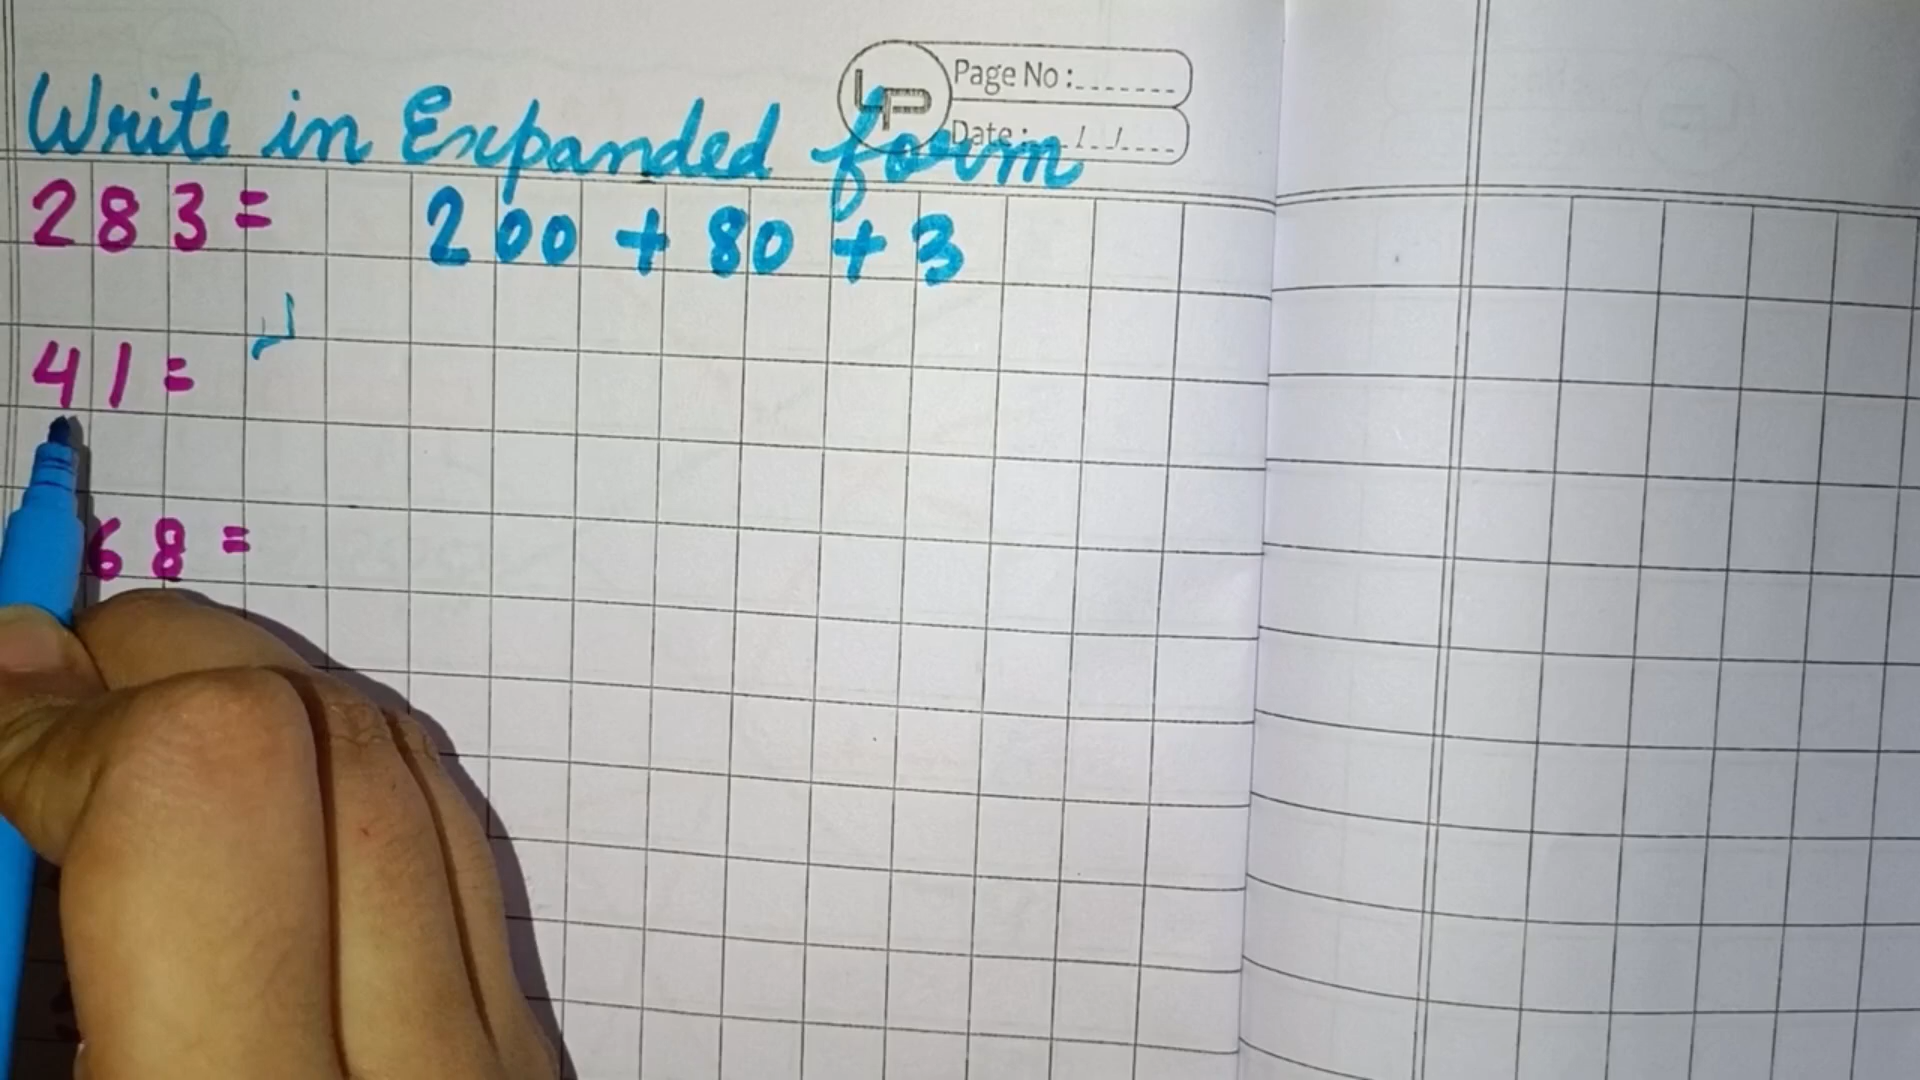 Page No :
Date : / /
Write in Expanded form
283 = 200 + 80 + 3
41 =
68 =